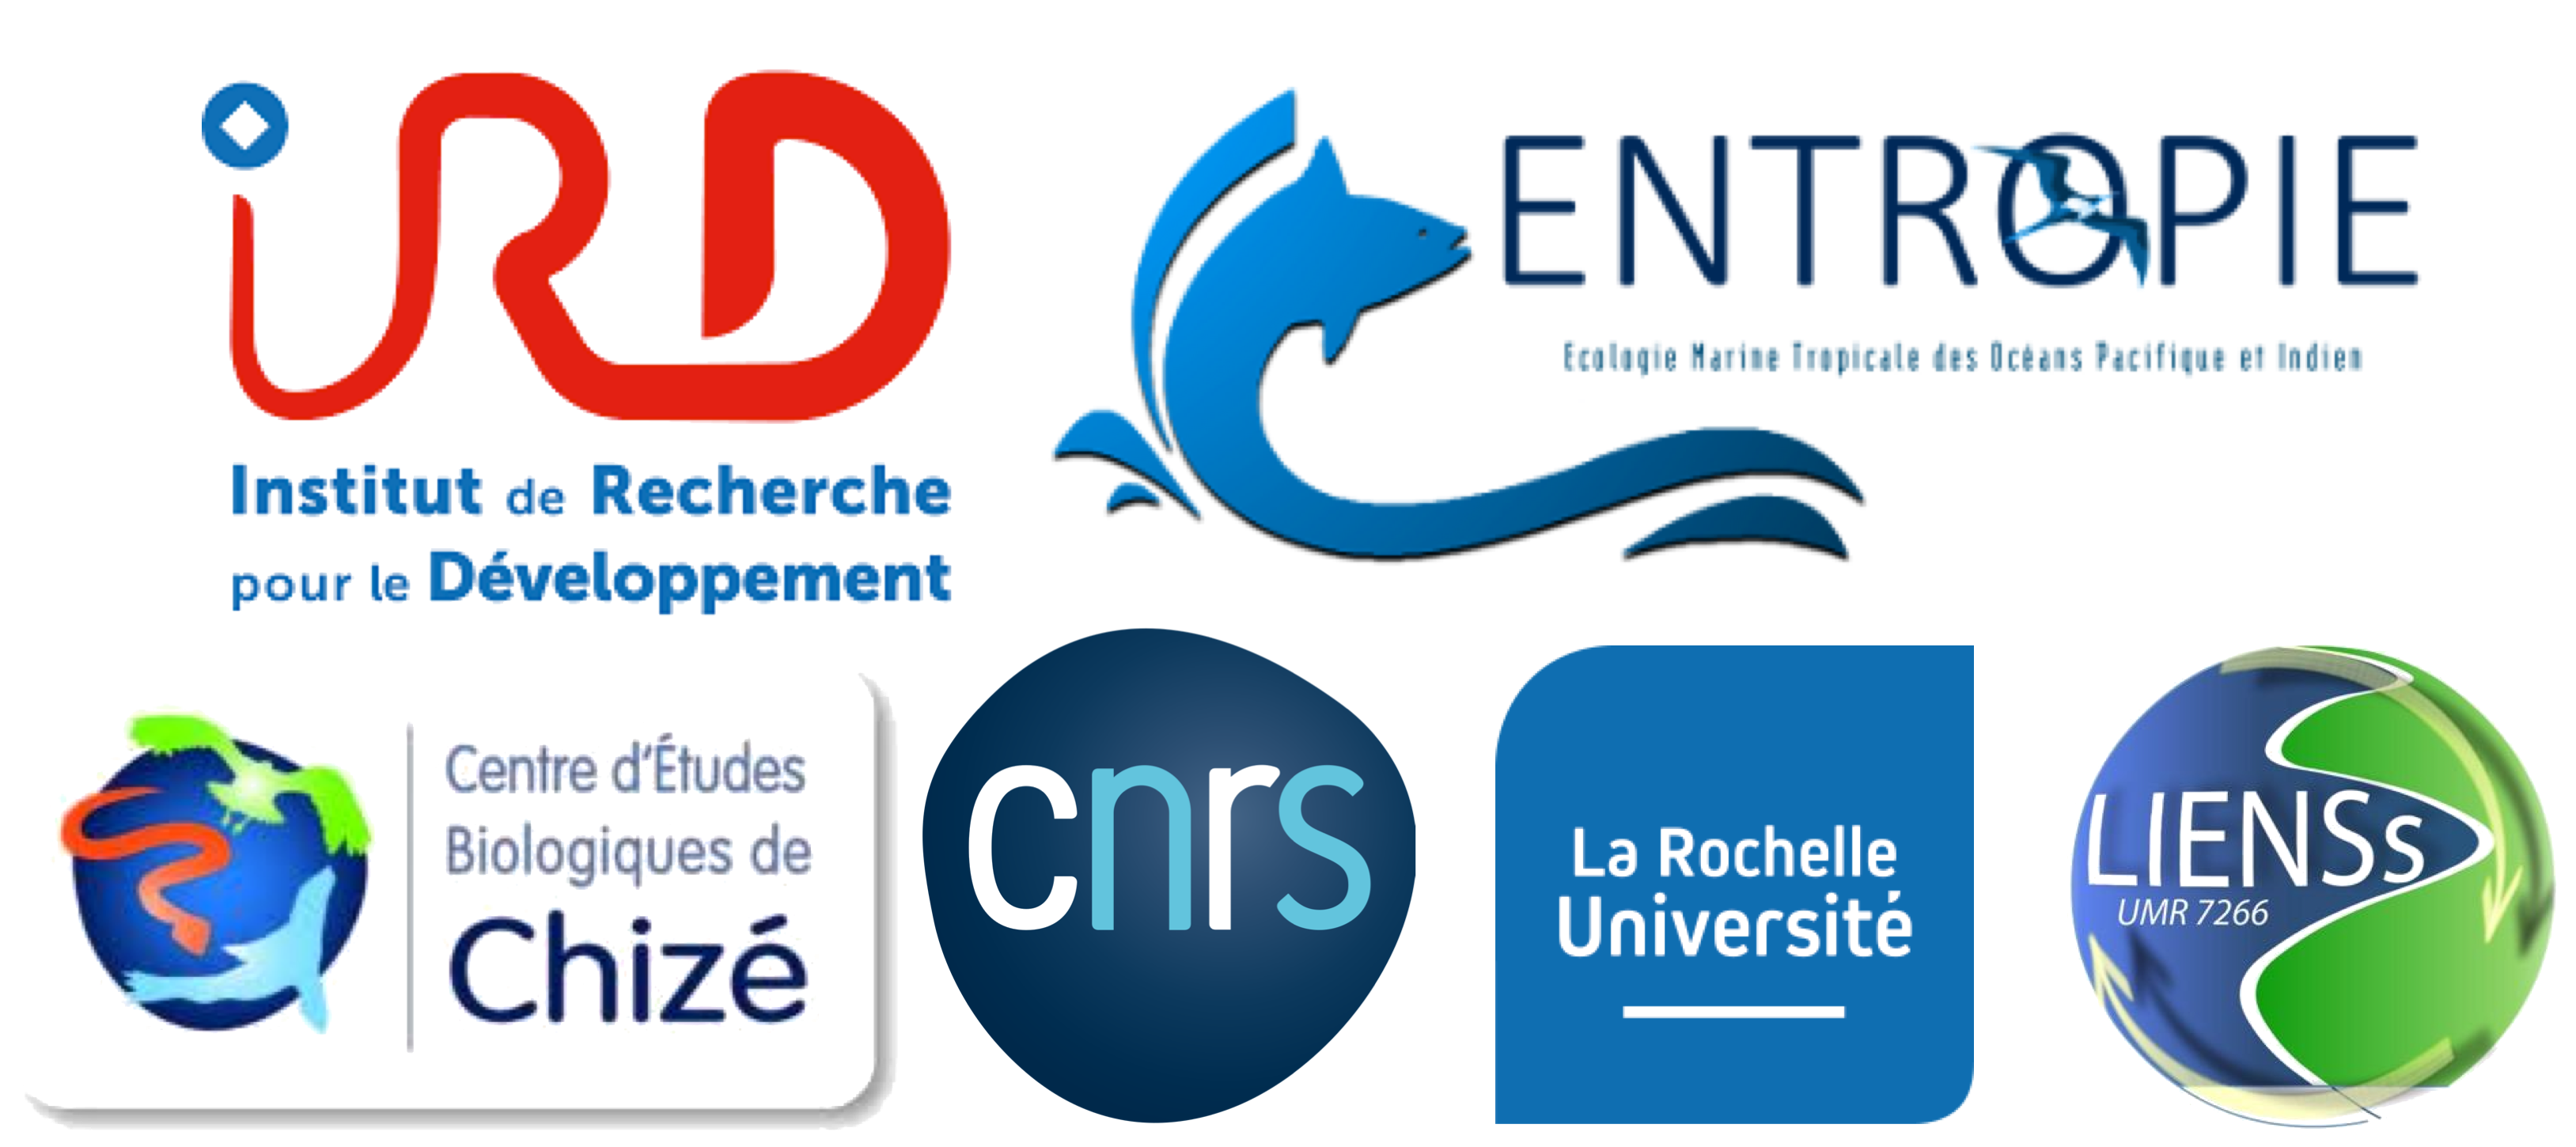 iRD
Institut de Recherche
pour le Développement
ENTROPIE
Ecologie Marine Tropicale des Océans Pacifique et Indien
Centre d'Études
Biologiques de
Chizé
cnrs
La Rochelle
Université
LIENSs
UMR 7266